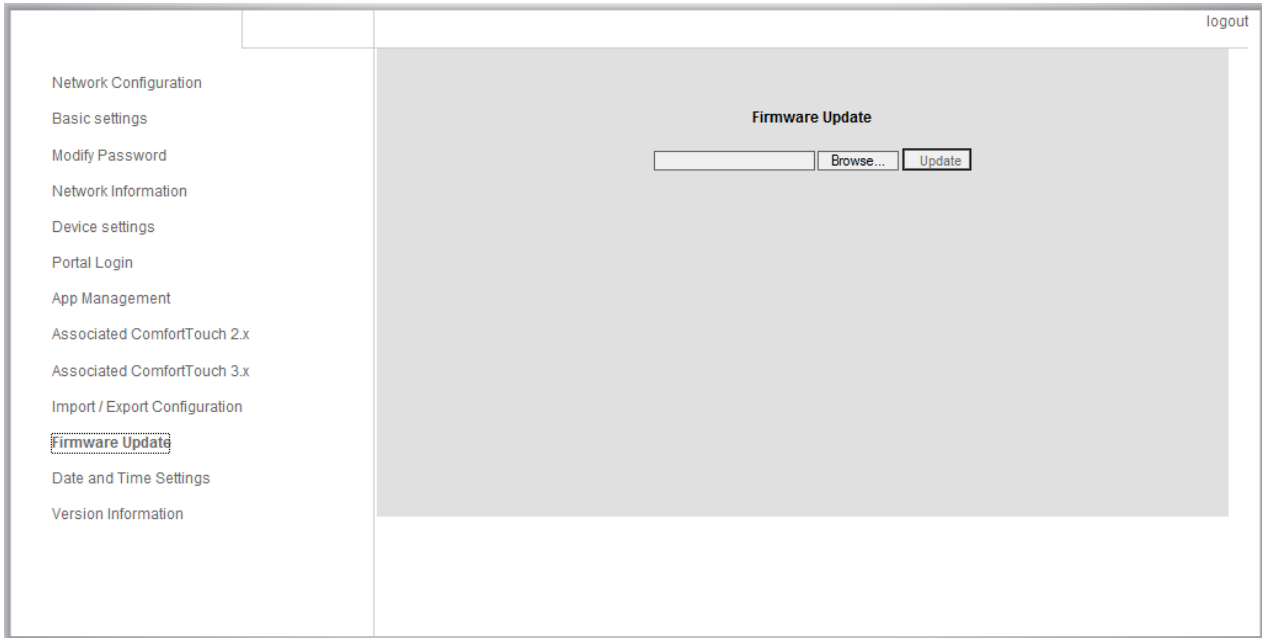 logout
Network Configuration
Basic settings
Modify Password
Network Information
Device settings
Portal Login
App Management
Associated ComfortTouch 2.x
Associated ComfortTouch 3.x
Import / Export Configuration
Firmware Update
Date and Time Settings
Version Information
Firmware Update
Browse... Update